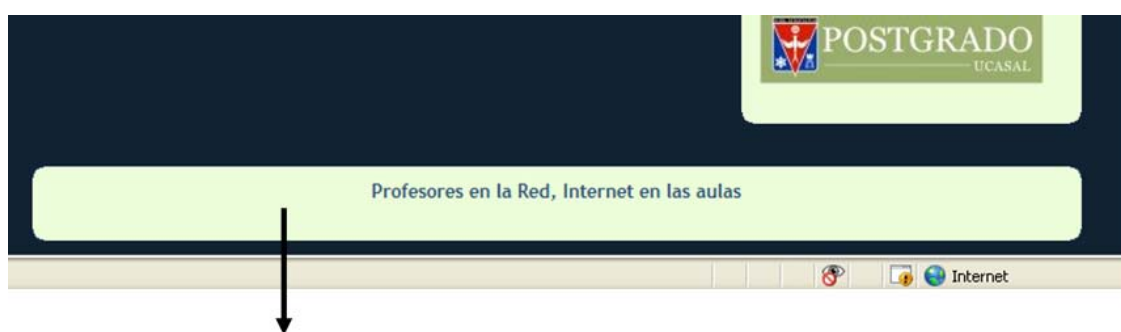 POSTGRADO
UCASAL
Profesores en la Red, Internet en las aulas
Internet